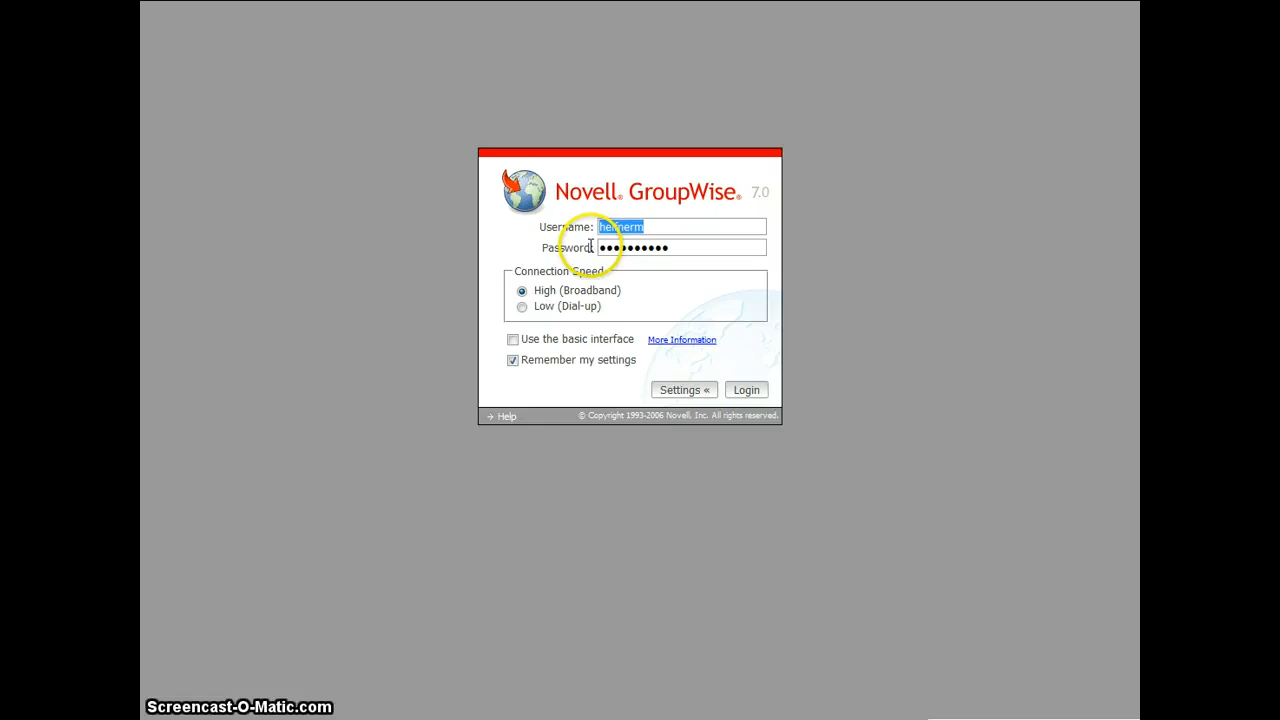 Novell® GroupWise® 7.0
Username:
Password: ●●●●●●●●●●
Connection Speed
High (Broadband)
Low (Dial-up)
Use the basic interface More Information
Remember my settings
Settings « Login
→ Help © Copyright 1993-2006 Novell, Inc. All rights reserved.
Screencast-O-Matic.com